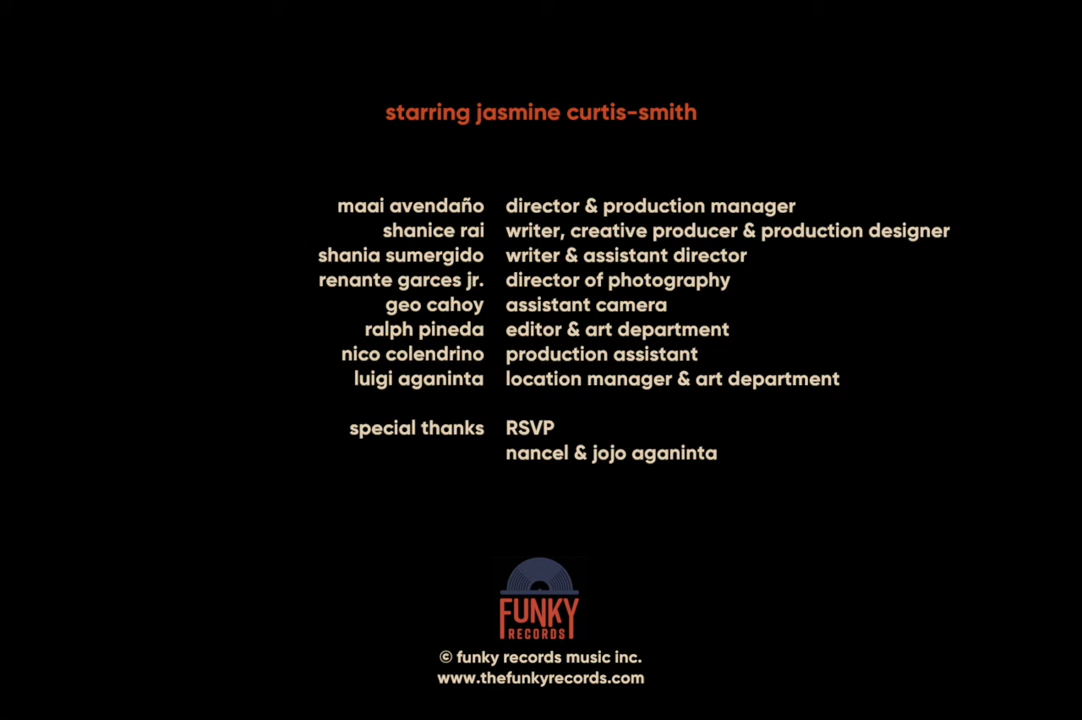 starring jasmine curtis-smith
maai avendaño director & production manager
shanice rai writer, creative producer & production designer
shania sumergido writer & assistant director
renante garces jr. director of photography
geo cahoy assistant camera
ralph pineda editor & art department
nico colendrino production assistant
luigi aganinta location manager & art department
special thanks RSVP
nancel & jojo aganinta
FUNKY
RECORDS
© funky records music inc.
www.thefunkyrecords.com